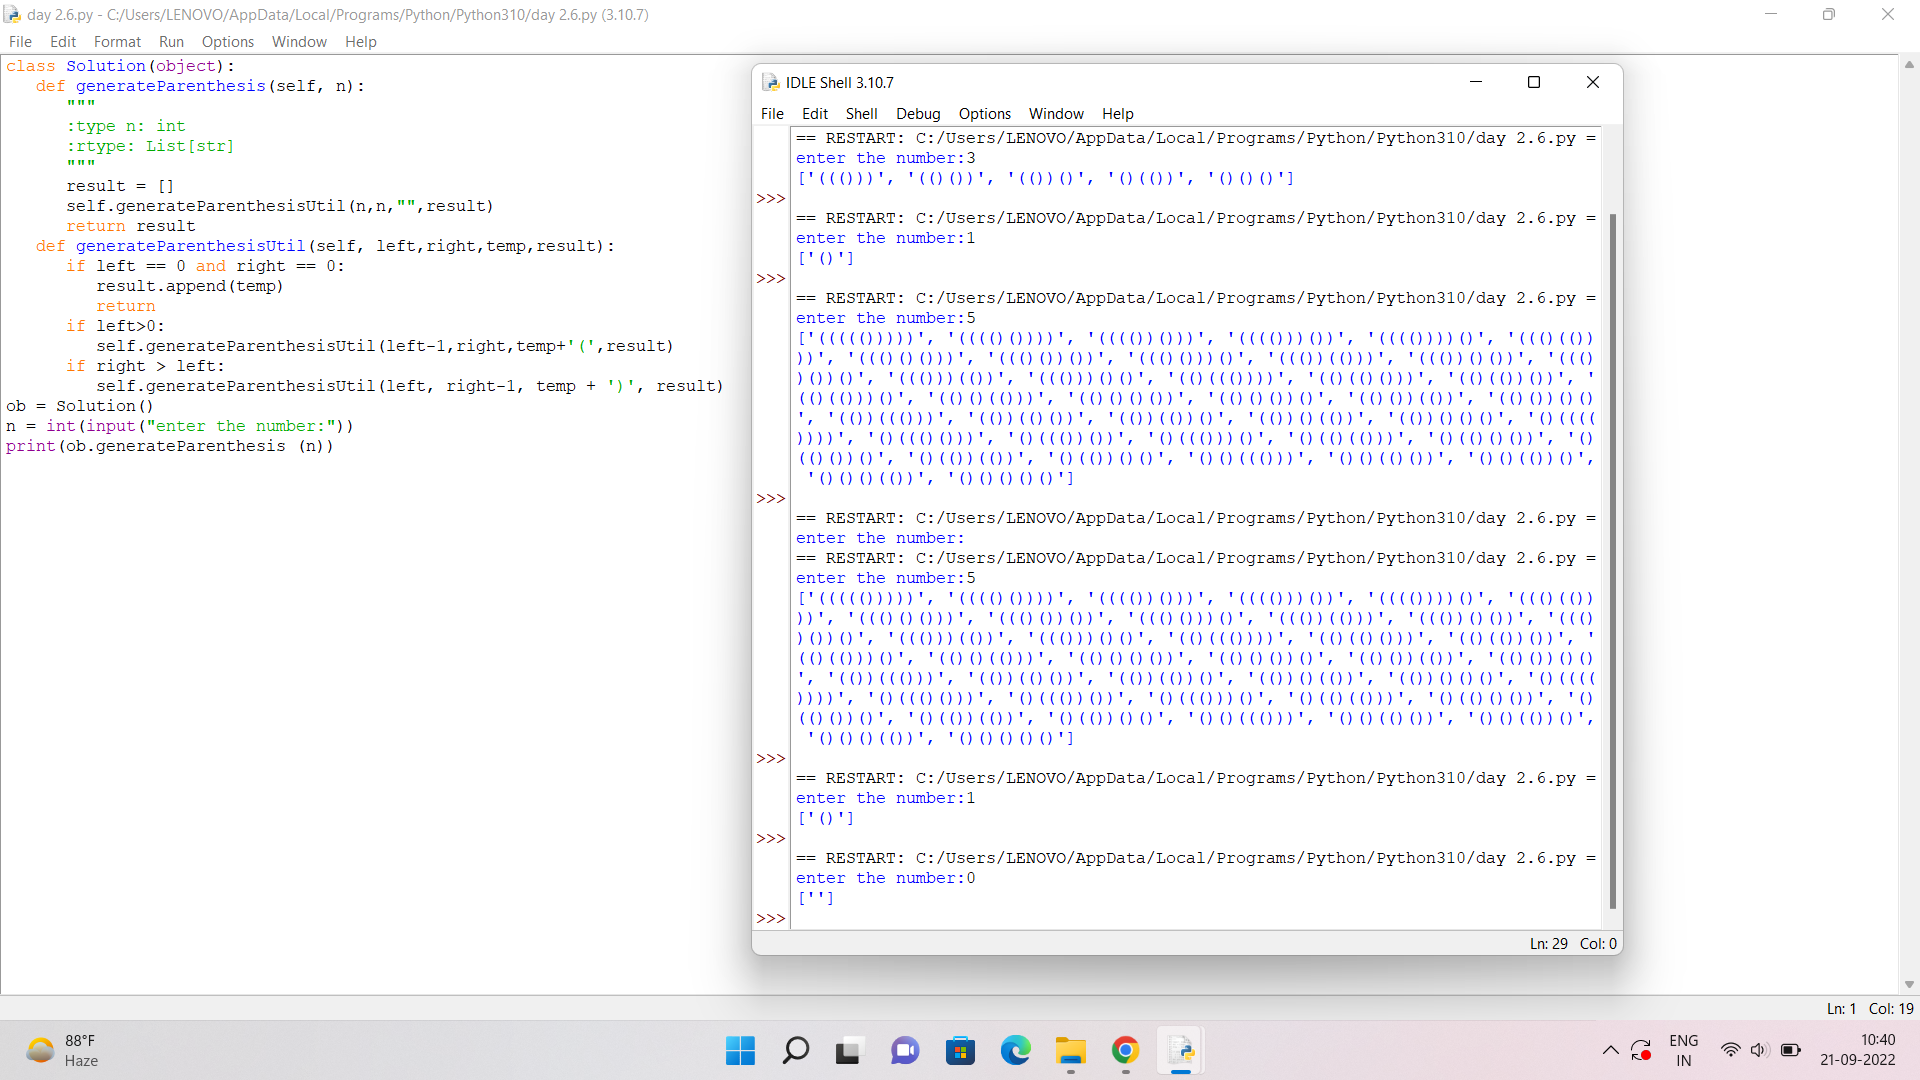 day 2.6.py - C:/Users/LENOVO/AppData/Local/Programs/Python/Python310/day 2.6.py (3.10.7)
File Edit Format Run Options Window Help
class Solution(object):
   def generateParenthesis(self, n):
      """
      :type n: int
      :rtype: List[str]
      """
      result = []
      self.generateParenthesisUtil(n,n,"",result)
      return result
   def generateParenthesisUtil(self, left,right,temp,result):
      if left == 0 and right == 0:
         result.append(temp)
         return
      if left>0:
         self.generateParenthesisUtil(left-1,right,temp+'(',result)
      if right > left:
         self.generateParenthesisUtil(left, right-1, temp + ')', result)
ob = Solution()
n = int(input("enter the number:"))
print(ob.generateParenthesis (n))
IDLE Shell 3.10.7
File Edit Shell Debug Options Window Help
== RESTART: C:/Users/LENOVO/AppData/Local/Programs/Python/Python310/day 2.6.py =
enter the number:3
['((()))', '(()())', '(())()', '()(())', '()()()']
>>>
== RESTART: C:/Users/LENOVO/AppData/Local/Programs/Python/Python310/day 2.6.py =
enter the number:1
['()']
>>>
== RESTART: C:/Users/LENOVO/AppData/Local/Programs/Python/Python310/day 2.6.py =
enter the number:5
['((((()))))', '(((()())))', '(((())()))', '(((()))())', '(((())))()', '((()(())
))', '((()()()))', '((()())())', '((()()))()', '((())(()))', '((())()())', '((()
)())()', '((()))(())', '((()))()()', '(()((())))', '(()(()()))', '(()(())())', '
(()(()))()', '(()()(()))', '(()()()())', '(()()())()', '(()())(())', '(()())()()
', '(())((()))', '(())(()())', '(())(())()', '(())()(())', '(())()()()', '()((((
))))', '()((()()))', '()((())())', '()((()))()', '()(()(()))', '()(()()())', '()
(()())()', '()(())(())', '()(())()()', '()()((()))', '()()(()())', '()()(())()',
 '()()()(())', '()()()()()']
>>>
== RESTART: C:/Users/LENOVO/AppData/Local/Programs/Python/Python310/day 2.6.py =
enter the number:
== RESTART: C:/Users/LENOVO/AppData/Local/Programs/Python/Python310/day 2.6.py =
enter the number:5
['((((()))))', '(((()())))', '(((())()))', '(((()))())', '(((())))()', '((()(())
))', '((()()()))', '((()())())', '((()()))()', '((())(()))', '((())()())', '((()
)())()', '((()))(())', '((()))()()', '(()((())))', '(()(()()))', '(()(())())', '
(()(()))()', '(()()(()))', '(()()()())', '(()()())()', '(()())(())', '(()())()()
', '(())((()))', '(())(()())', '(())(())()', '(())()(())', '(())()()()', '()((((
))))', '()((()()))', '()((())())', '()((()))()', '()(()(()))', '()(()()())', '()
(()())()', '()(())(())', '()(())()()', '()()((()))', '()()(()())', '()()(())()',
 '()()()(())', '()()()()()']
>>>
== RESTART: C:/Users/LENOVO/AppData/Local/Programs/Python/Python310/day 2.6.py =
enter the number:1
['()']
>>>
== RESTART: C:/Users/LENOVO/AppData/Local/Programs/Python/Python310/day 2.6.py =
enter the number:0
['']
>>>
Ln: 29 Col: 0
Ln: 1 Col: 19
88°F
Haze
ENG
IN
10:40
21-09-2022